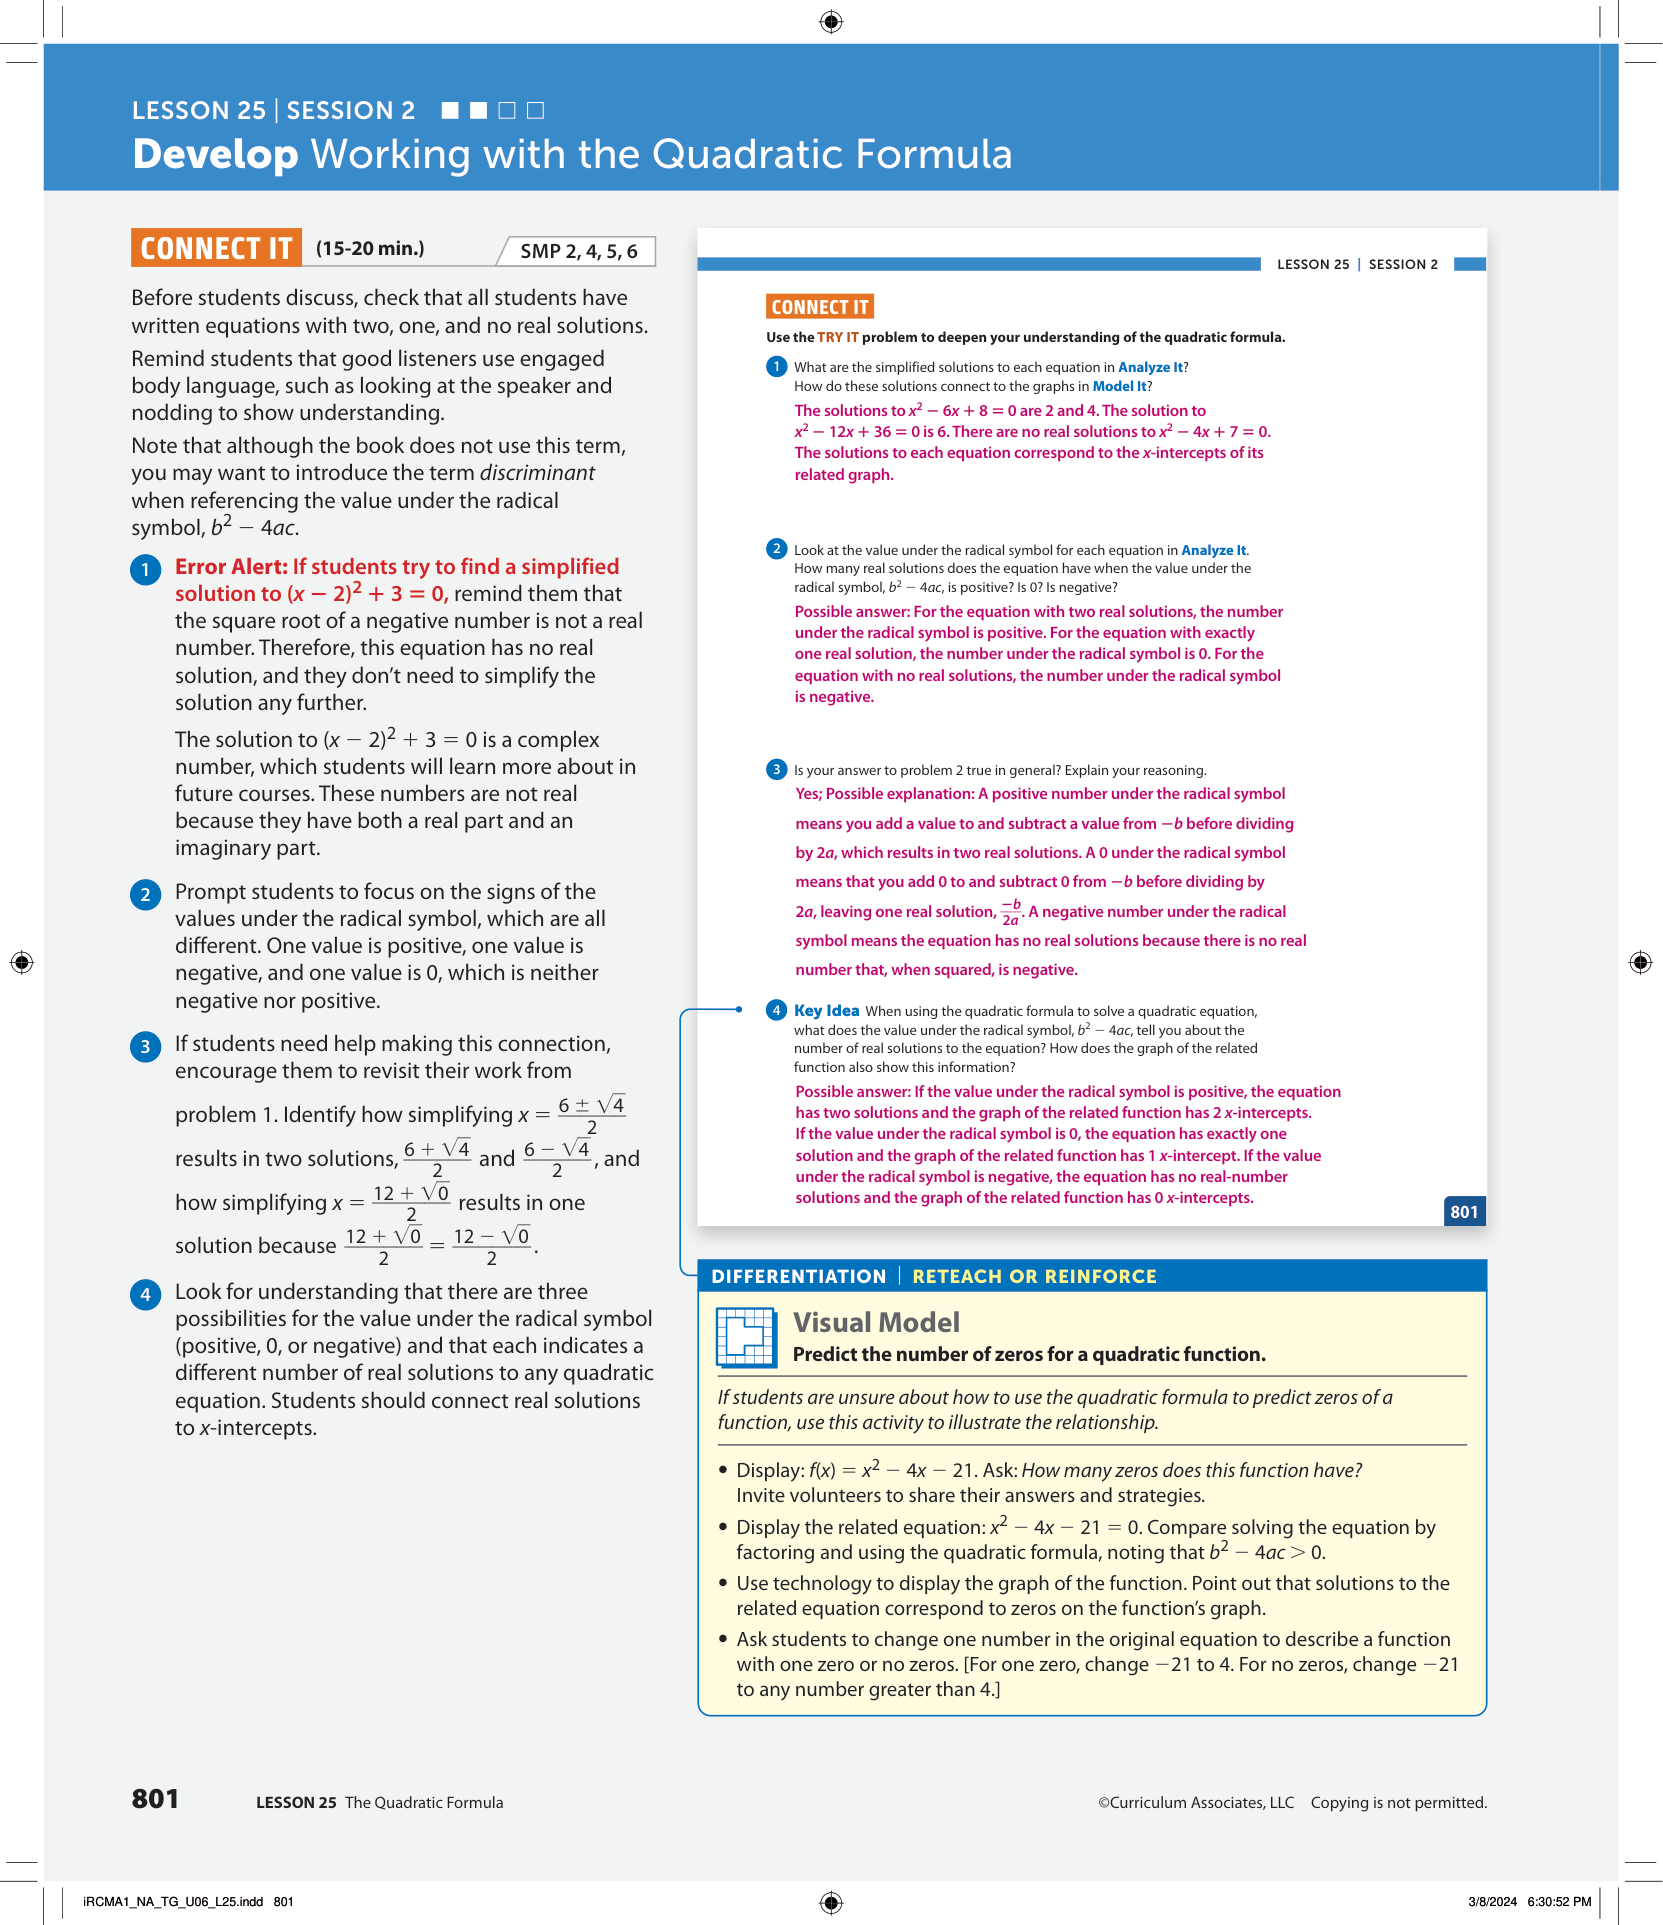 LESSON 25 | SESSION 2
Develop Working with the Quadratic Formula
CONNECT IT (15-20 min.) SMP 2, 4, 5, 6
Before students discuss, check that all students have
written equations with two, one, and no real solutions.
Remind students that good listeners use engaged
body language, such as looking at the speaker and
nodding to show understanding.
Note that although the book does not use this term,
you may want to introduce the term discriminant
when referencing the value under the radical
symbol, b² − 4ac.
1 Error Alert: If students try to find a simplified
solution to (x − 2)² + 3 = 0, remind them that
the square root of a negative number is not a real
number. Therefore, this equation has no real
solution, and they don’t need to simplify the
solution any further.
The solution to (x − 2)² + 3 = 0 is a complex
number, which students will learn more about in
future courses. These numbers are not real
because they have both a real part and an
imaginary part.
2 Prompt students to focus on the signs of the
values under the radical symbol, which are all
different. One value is positive, one value is
negative, and one value is 0, which is neither
negative nor positive.
3 If students need help making this connection,
encourage them to revisit their work from
problem 1. Identify how simplifying x = (6 ± √4)/2
results in two solutions, (6 + √4)/2 and (6 − √4)/2, and
how simplifying x = (12 + √0)/2 results in one
solution because (12 + √0)/2 = (12 − √0)/2.
4 Look for understanding that there are three
possibilities for the value under the radical symbol
(positive, 0, or negative) and that each indicates a
different number of real solutions to any quadratic
equation. Students should connect real solutions
to x-intercepts.
LESSON 25 | SESSION 2
CONNECT IT
Use the TRY IT problem to deepen your understanding of the quadratic formula.
1 What are the simplified solutions to each equation in Analyze It?
How do these solutions connect to the graphs in Model It?
The solutions to x² − 6x + 8 = 0 are 2 and 4. The solution to
x² − 12x + 36 = 0 is 6. There are no real solutions to x² − 4x + 7 = 0.
The solutions to each equation correspond to the x-intercepts of its
related graph.
2 Look at the value under the radical symbol for each equation in Analyze It.
How many real solutions does the equation have when the value under the
radical symbol, b² − 4ac, is positive? Is 0? Is negative?
Possible answer: For the equation with two real solutions, the number
under the radical symbol is positive. For the equation with exactly
one real solution, the number under the radical symbol is 0. For the
equation with no real solutions, the number under the radical symbol
is negative.
3 Is your answer to problem 2 true in general? Explain your reasoning.
Yes; Possible explanation: A positive number under the radical symbol
means you add a value to and subtract a value from −b before dividing
by 2a, which results in two real solutions. A 0 under the radical symbol
means that you add 0 to and subtract 0 from −b before dividing by
2a, leaving one real solution, −b/2a. A negative number under the radical
symbol means the equation has no real solutions because there is no real
number that, when squared, is negative.
4 Key Idea When using the quadratic formula to solve a quadratic equation,
what does the value under the radical symbol, b² − 4ac, tell you about the
number of real solutions to the equation? How does the graph of the related
function also show this information?
Possible answer: If the value under the radical symbol is positive, the equation
has two solutions and the graph of the related function has 2 x-intercepts.
If the value under the radical symbol is 0, the equation has exactly one
solution and the graph of the related function has 1 x-intercept. If the value
under the radical symbol is negative, the equation has no real-number
solutions and the graph of the related function has 0 x-intercepts.
801
DIFFERENTIATION | RETEACH OR REINFORCE
Visual Model
Predict the number of zeros for a quadratic function.
If students are unsure about how to use the quadratic formula to predict zeros of a
function, use this activity to illustrate the relationship.
• Display: f(x) = x² − 4x − 21. Ask: How many zeros does this function have?
Invite volunteers to share their answers and strategies.
• Display the related equation: x² − 4x − 21 = 0. Compare solving the equation by
factoring and using the quadratic formula, noting that b² − 4ac > 0.
• Use technology to display the graph of the function. Point out that solutions to the
related equation correspond to zeros on the function’s graph.
• Ask students to change one number in the original equation to describe a function
with one zero or no zeros. [For one zero, change −21 to 4. For no zeros, change −21
to any number greater than 4.]
801 LESSON 25 The Quadratic Formula ©Curriculum Associates, LLC Copying is not permitted.
iRCMA1_NA_TG_U06_L25.indd 801 3/8/2024 6:30:52 PM